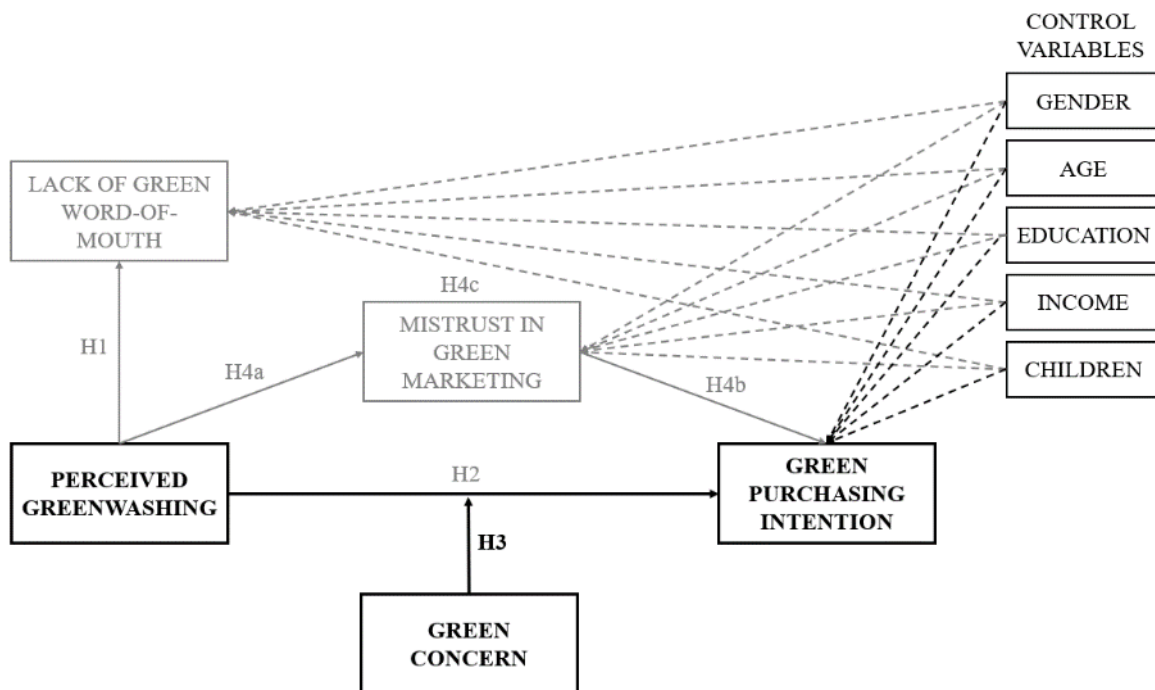 CONTROL
VARIABLES
GENDER
AGE
EDUCATION
INCOME
CHILDREN
LACK OF GREEN
WORD-OF-
MOUTH
H4c
MISTRUST IN
GREEN
MARKETING
H1
H4a
H4b
PERCEIVED
GREENWASHING
H2
GREEN
PURCHASING
INTENTION
H3
GREEN
CONCERN